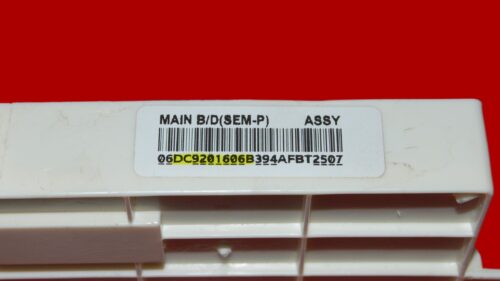 MAIN B/D(SEM-P) ASSY
06DC9201606B394AFBT2507